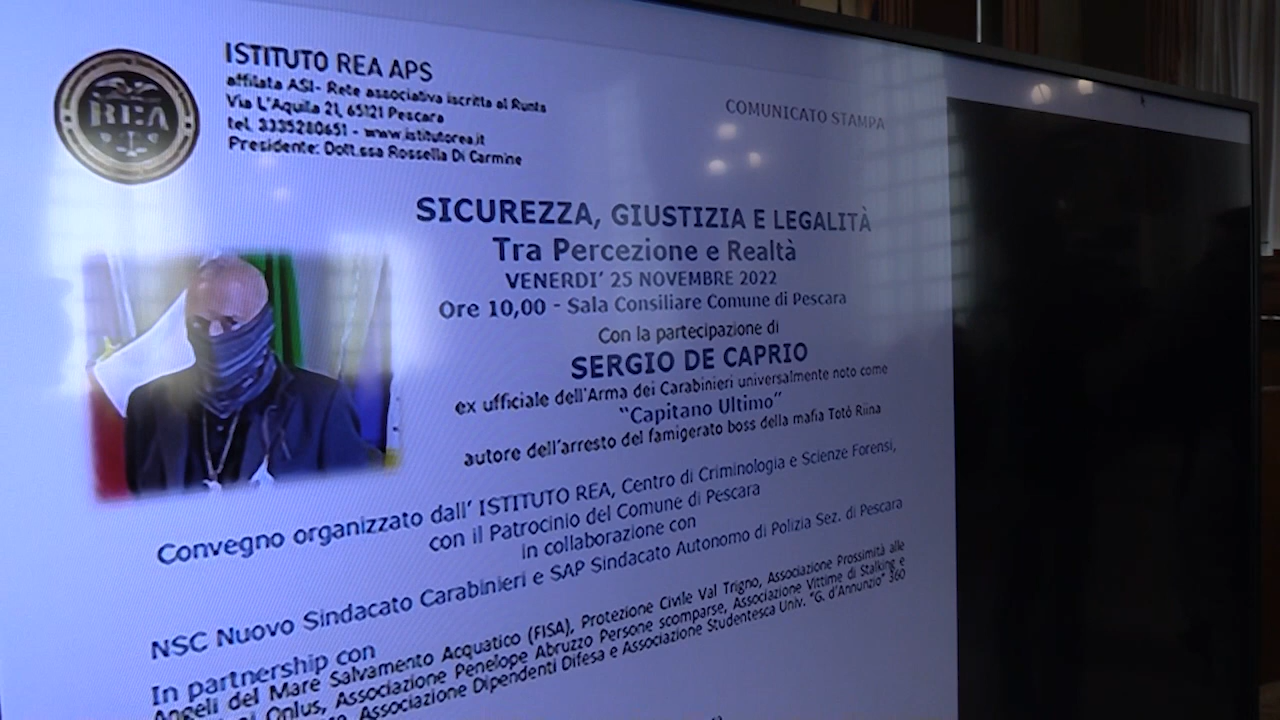 REA
ISTITUTO REA APS
affiliata ASI- Rete associativa iscritta al Runts
Via L'Aquila 21, 65121 Pescara
tel. 3335280651 - www.istitutorea.it
Presidente: Dott.ssa Rossella Di Carmine
COMUNICATO STAMPA
SICUREZZA, GIUSTIZIA E LEGALITÀ
Tra Percezione e Realtà
VENERDI' 25 NOVEMBRE 2022
Ore 10,00 - Sala Consiliare Comune di Pescara
Con la partecipazione di
SERGIO DE CAPRIO
ex ufficiale dell'Arma dei Carabinieri universalmente noto come
"Capitano Ultimo"
autore dell'arresto del famigerato boss della mafia Totò Riina
Convegno organizzato dall' ISTITUTO REA, Centro di Criminologia e Scienze Forensi,
con il Patrocinio del Comune di Pescara
in collaborazione con
NSC Nuovo Sindacato Carabinieri e SAP Sindacato Autonomo di Polizia Sez. di Pescara
In partnership con
Angeli del Mare Salvamento Acquatico (FISA), Protezione Civile Val Trigno, Associazione Prossimità alle
Onlus, Associazione Penelope Abruzzo Persone scomparse, Associazione Vittime di Stalking e
Associazione Dipendenti Difesa e Associazione Studentesca Univ. "G. d'Annunzio" 360